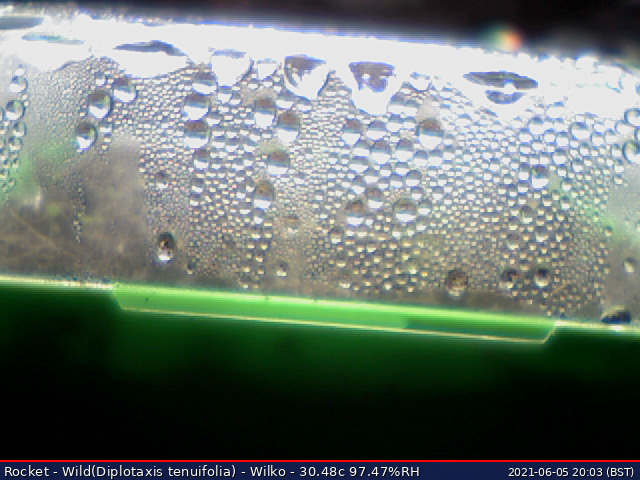 Rocket - Wild(Diplotaxis tenuifolia) - Wilko - 30.48c 97.47%RH
2021-06-05 20:03 (BST)